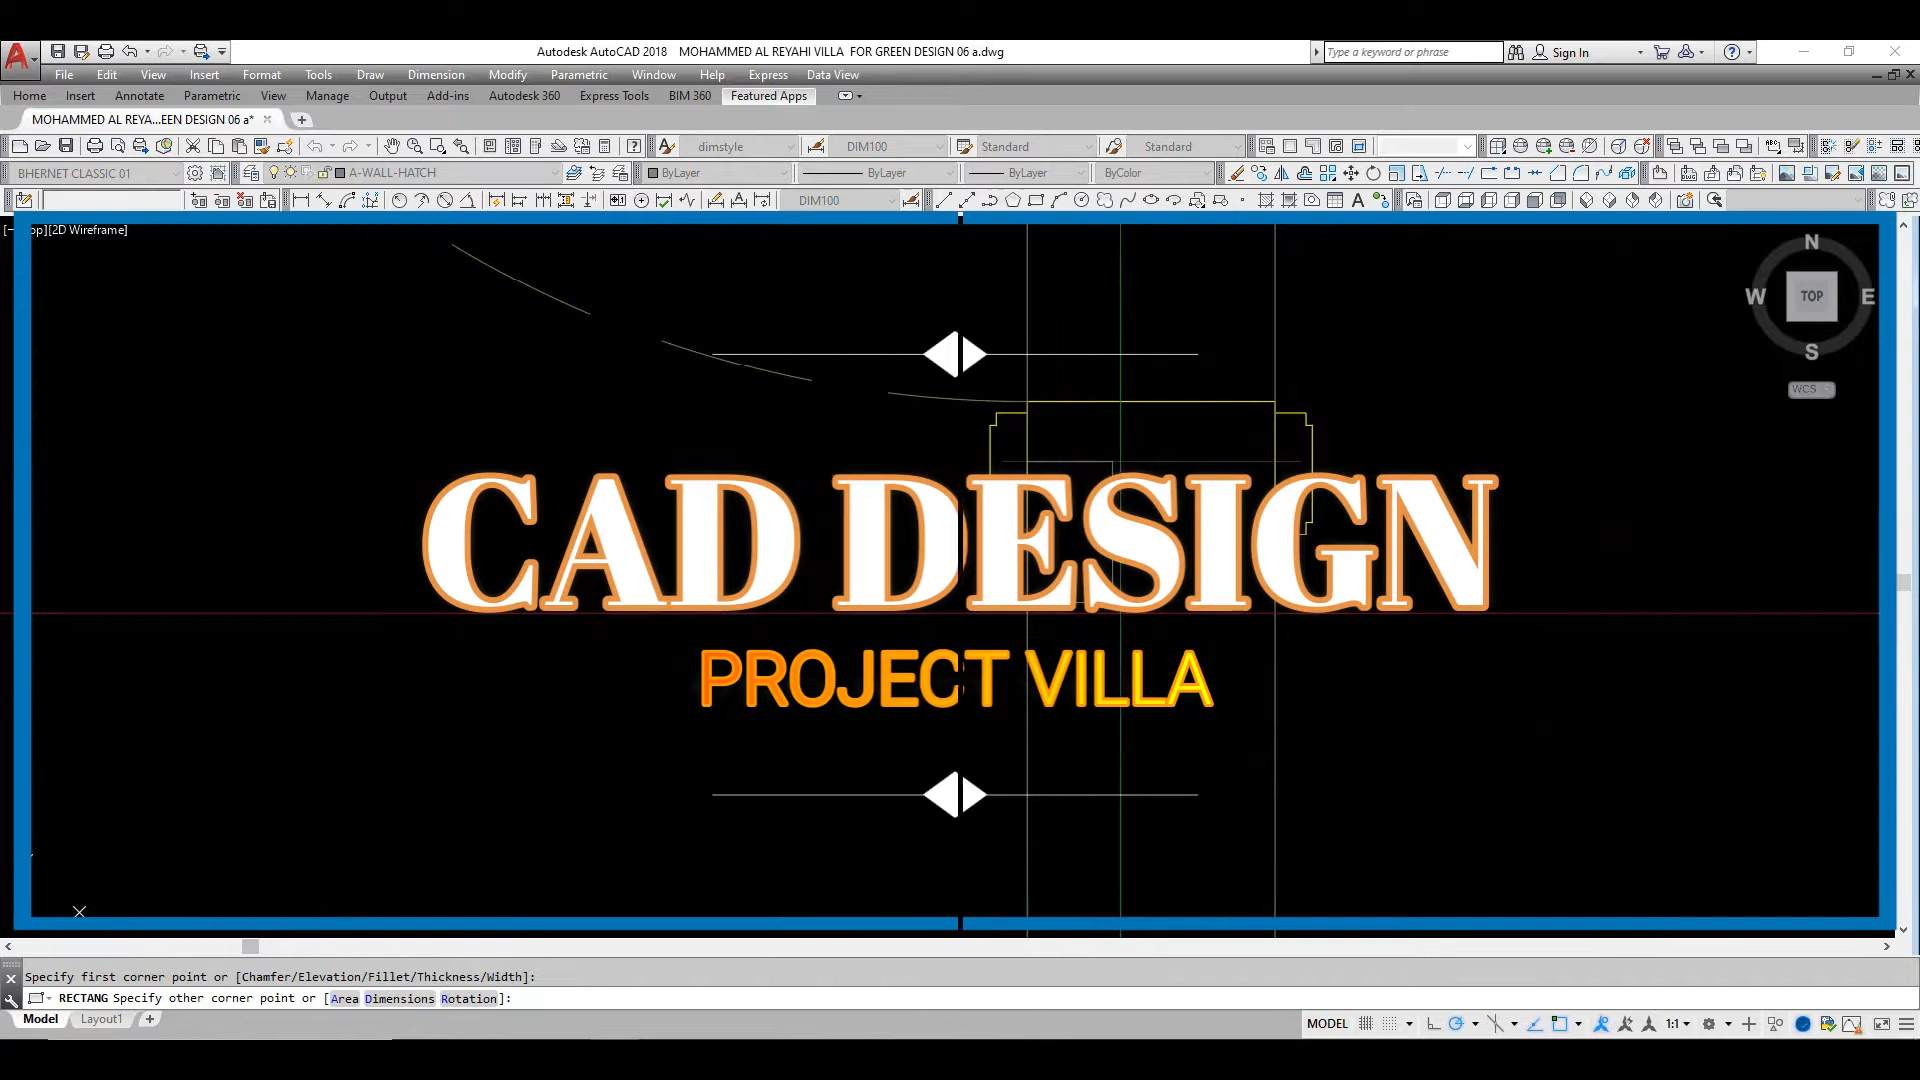 Autodesk AutoCAD 2018 MOHAMMED AL REYAHI VILLA FOR GREEN DESIGN 06 a.dwg
Type a keyword or phrase
Sign In
File Edit View Insert Format Tools Draw Dimension Modify Parametric Window Help Express Data View
Home Insert Annotate Parametric View Manage Output Add-ins Autodesk 360 Express Tools BIM 360 Featured Apps
MOHAMMED AL REYA...EEN DESIGN 06 a*
dimstyle DIM100 Standard Standard
BHERNET CLASSIC 01 A-WALL-HATCH ByLayer ByLayer ByLayer ByColor
DIM100
[2D Wireframe]
N
W TOP E
S
WCS
CAD DESIGN
PROJECT VILLA
Specify first corner point or [Chamfer/Elevation/Fillet/Thickness/Width]:
RECTANG Specify other corner point or [Area Dimensions Rotation]:
Model Layout1
MODEL 1:1